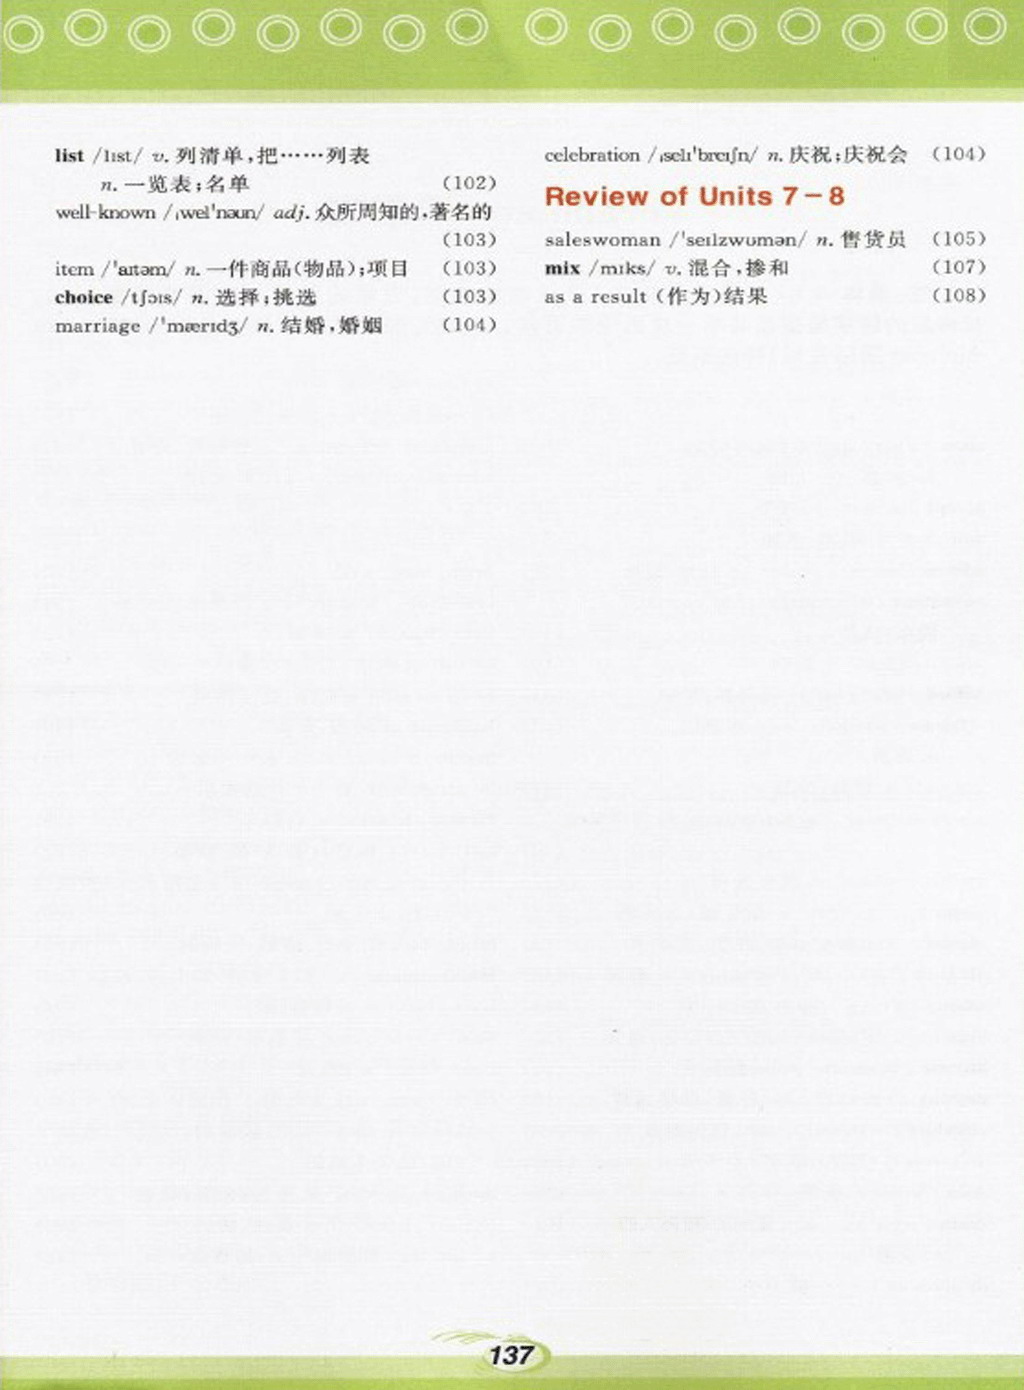 list /lɪst/ v. 列清单,把……列表
n. 一览表;名单 (102)
well-known /ˌwel'nəun/ adj. 众所周知的,著名的
(103)
item /'aɪtəm/ n. 一件商品(物品);项目 (103)
choice /tʃɔɪs/ n. 选择;挑选 (103)
marriage /'mærɪdʒ/ n. 结婚,婚姻 (104)
celebration /ˌselɪ'breɪʃn/ n. 庆祝;庆祝会 (104)
Review of Units 7-8
saleswoman /'seɪlzwʊmən/ n. 售货员 (105)
mix /mɪks/ v. 混合,掺和 (107)
as a result (作为)结果 (108)
137